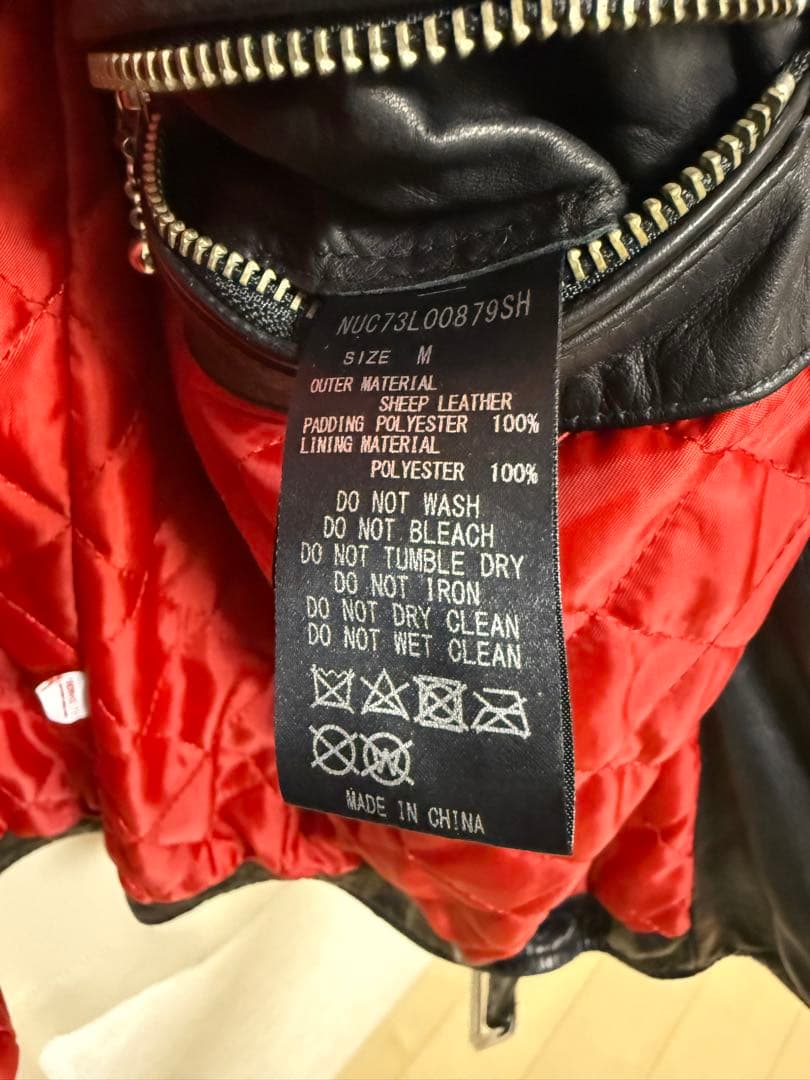 NUC73L00879SH
SIZE M
OUTER MATERIAL
SHEEP LEATHER
PADDING POLYESTER 100%
LINING MATERIAL
POLYESTER 100%
DO NOT WASH
DO NOT BLEACH
DO NOT TUMBLE DRY
DO NOT IRON
DO NOT DRY CLEAN
DO NOT WET CLEAN
W
MADE IN CHINA